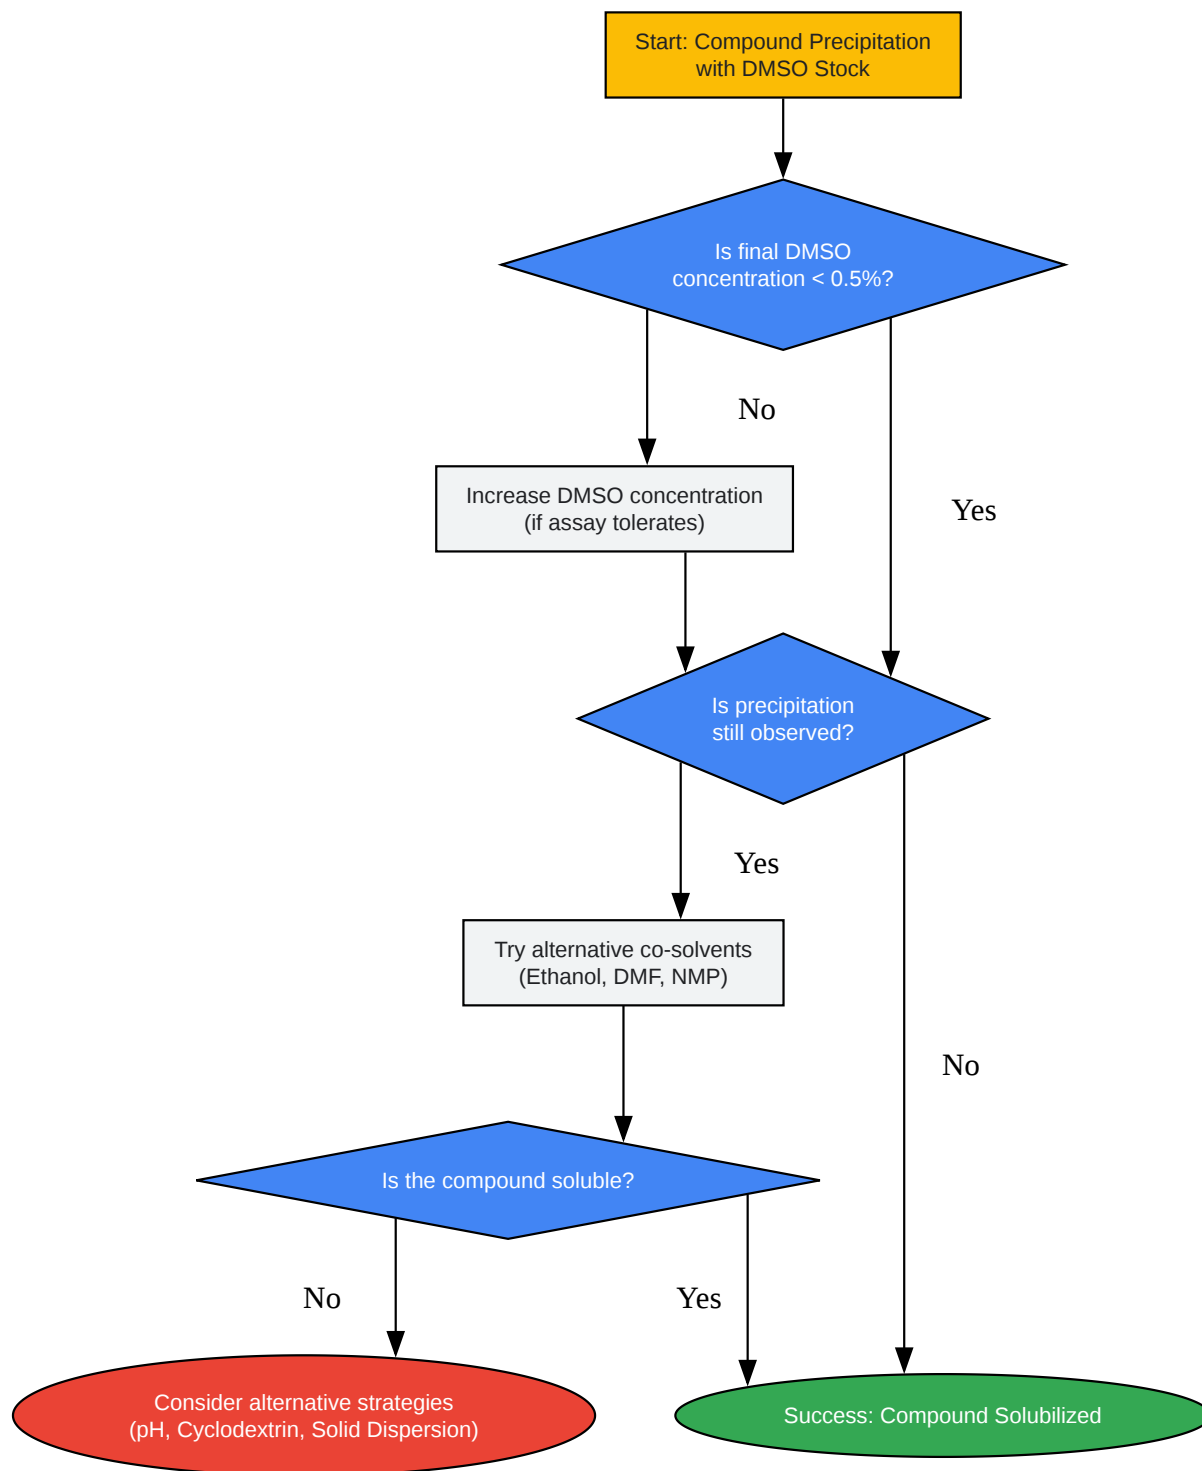 Start: Compound Precipitation
with DMSO Stock
Is final DMSO
concentration < 0.5%?
No
Increase DMSO concentration
(if assay tolerates)
Yes
Is precipitation
still observed?
Yes
Try alternative co-solvents
(Ethanol, DMF, NMP)
No
Is the compound soluble?
No
Yes
Consider alternative strategies
(pH, Cyclodextrin, Solid Dispersion)
Success: Compound Solubilized